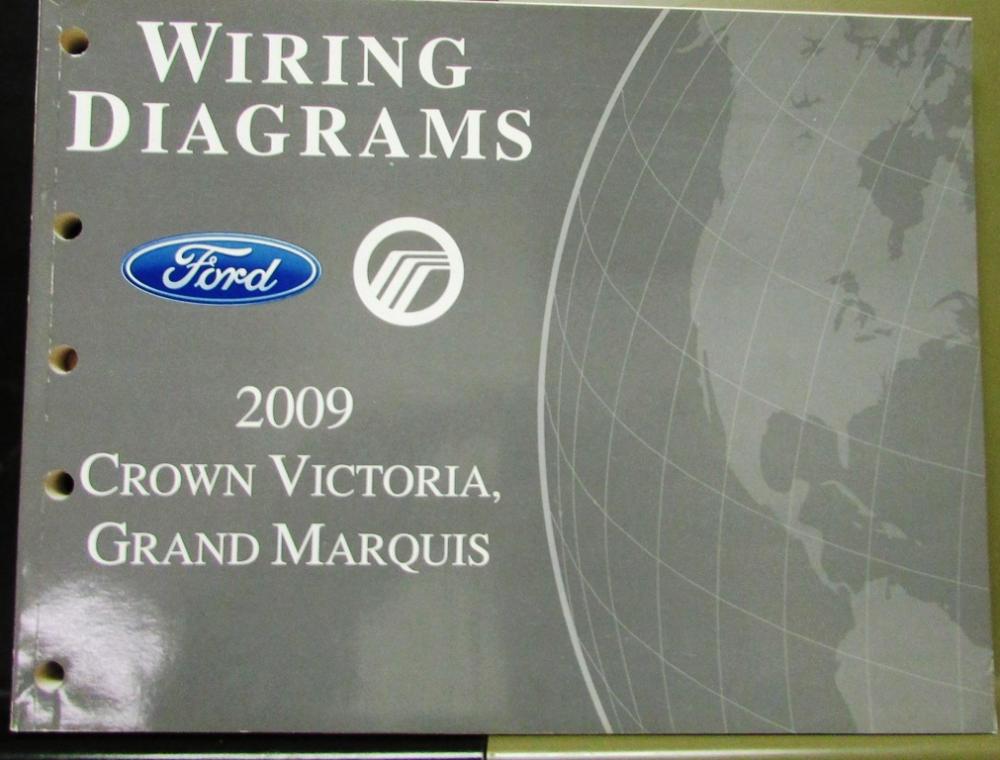 WIRING
DIAGRAMS
Ford
2009
CROWN VICTORIA,
GRAND MARQUIS